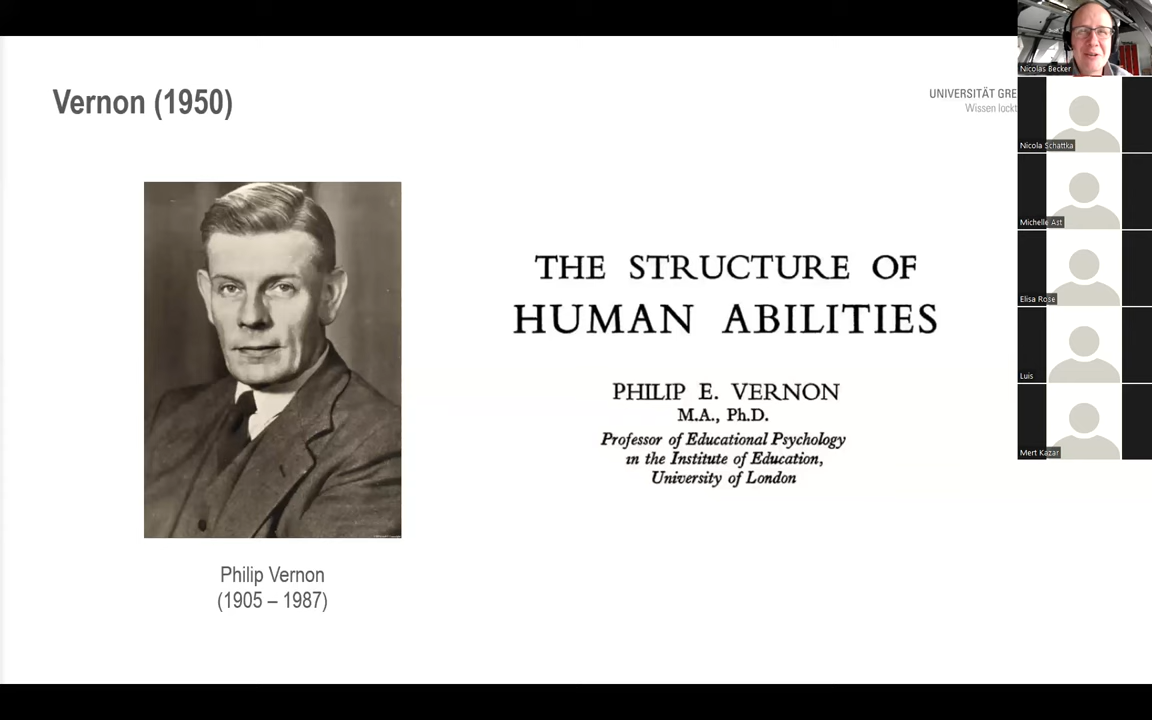 Vernon (1950)
UNIVERSITÄT GRE
Wissen lockt
THE STRUCTURE OF
HUMAN ABILITIES
PHILIP E. VERNON
M.A., Ph.D.
Professor of Educational Psychology
in the Institute of Education,
University of London
Philip Vernon
(1905 – 1987)
Nicolas Becker
Nicola Schattka
Michelle Ast
Elisa Rose
Luis
Mert Kazar